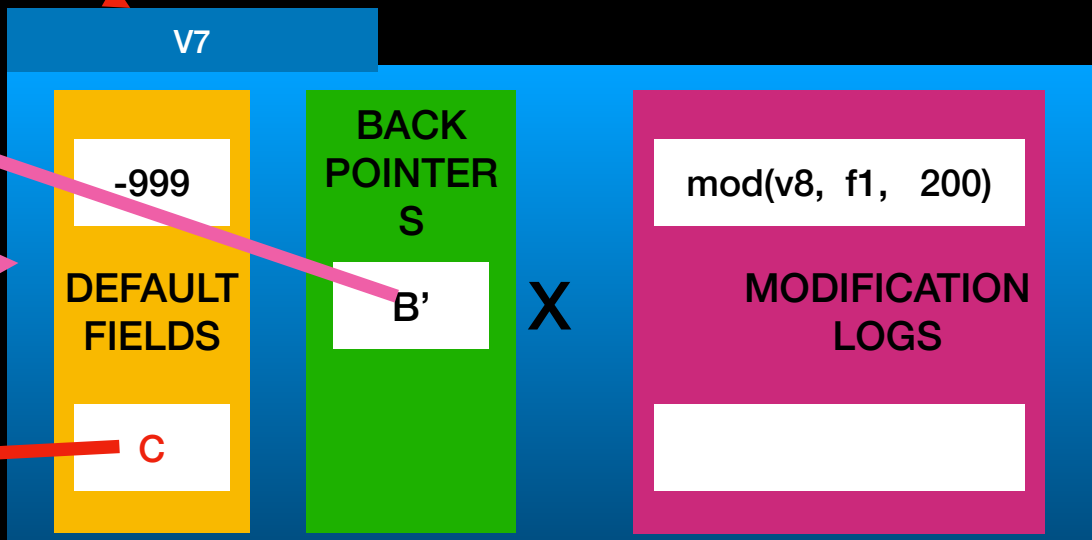 V7
-999
DEFAULT
FIELDS
C
BACK
POINTER
S
B’
X
mod(v8, f1, 200)
MODIFICATION
LOGS